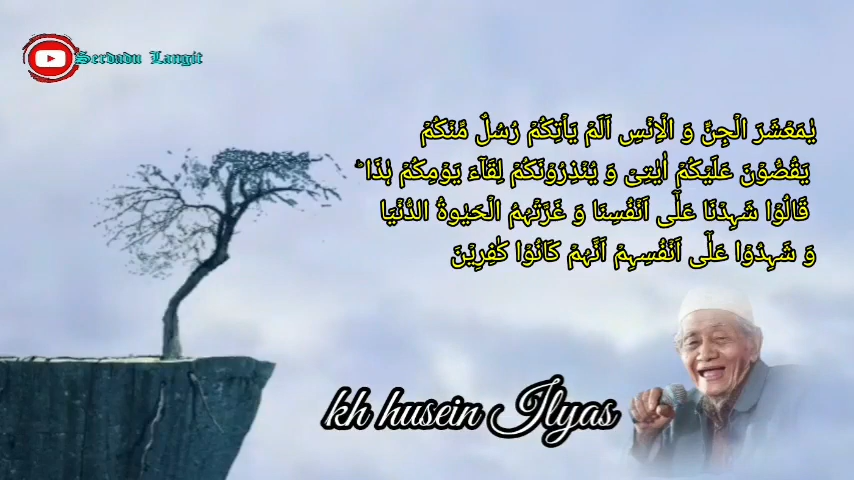 Serdadu Langit
يٰمَعْشَرَ الْجِنِّ وَ الْاِنْسِ اَلَمْ يَاْتِكُمْ رُسُلٌ مِّنْكُمْ
يَقُصُّوْنَ عَلَيْكُمْ اٰيٰتِيْ وَ يُنْذِرُوْنَكُمْ لِقَآءَ يَوْمِكُمْ هٰذَا ؕ
قَالُوْا شَهِدْنَا عَلٰٓى اَنْفُسِنَا وَ غَرَّتْهُمُ الْحَيٰوةُ الدُّنْيَا
وَ شَهِدُوْا عَلٰٓى اَنْفُسِهِمْ اَنَّهُمْ كَانُوْا كٰفِرِيْنَ
kh husein Ilyas